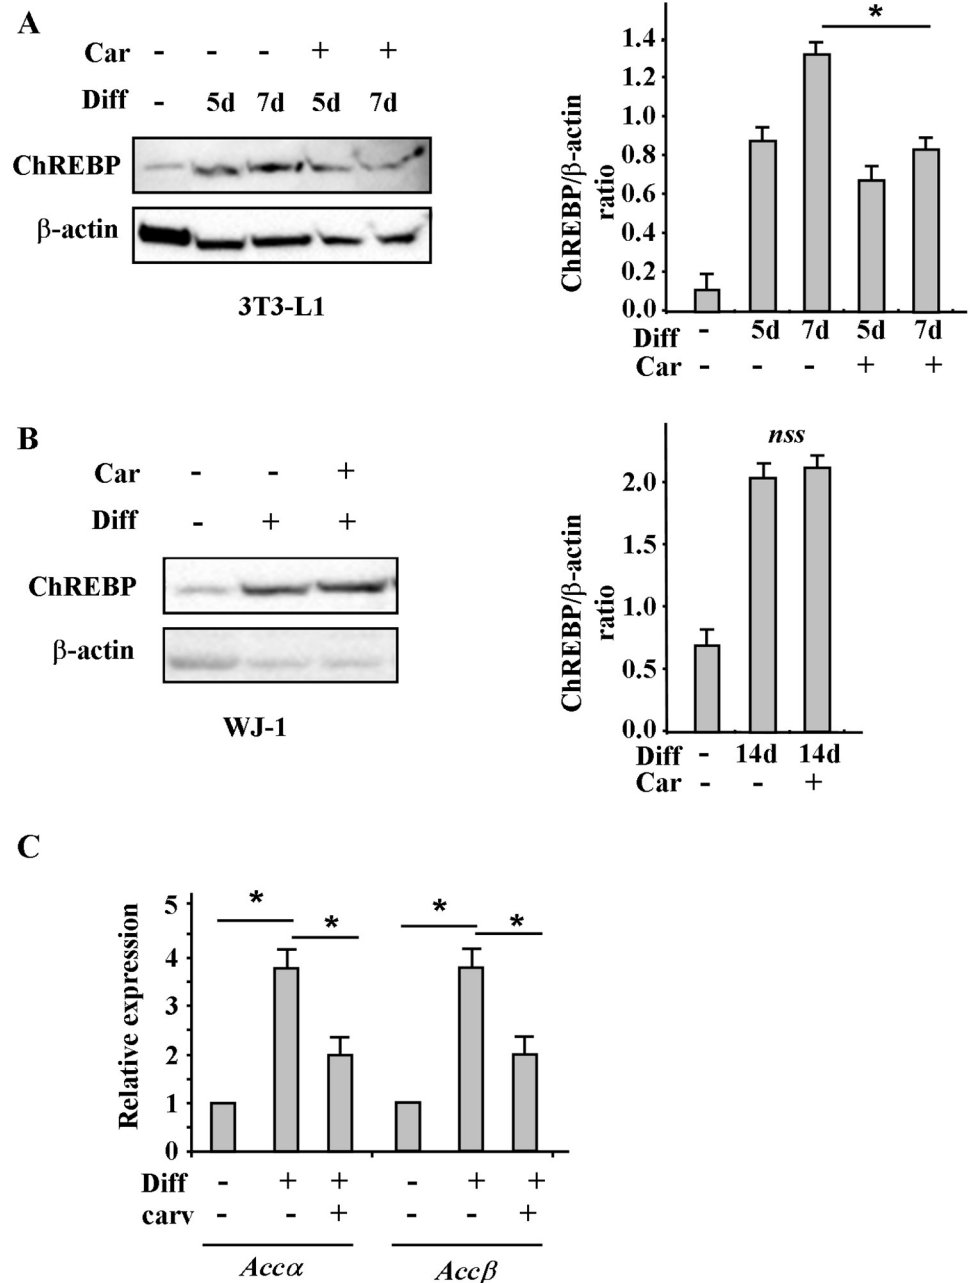 A
Car - - - + +
Diff - 5d 7d 5d 7d
ChREBP
β-actin
3T3-L1
*
ChREBP/β-actin
ratio
1.4
1.2
1.0
0.8
0.6
0.4
0.2
0.0
Diff - 5d 7d 5d 7d
Car - - - + +
B
Car - - +
Diff - + +
ChREBP
β-actin
WJ-1
nss
ChREBP/β-actin
ratio
2.0
1.5
1.0
0.5
0.0
Diff - 14d 14d
Car - - +
C
Relative expression
5
4
3
2
1
0
* * * *
Diff - + + - + +
carv - - + - - +
Accα Accβ